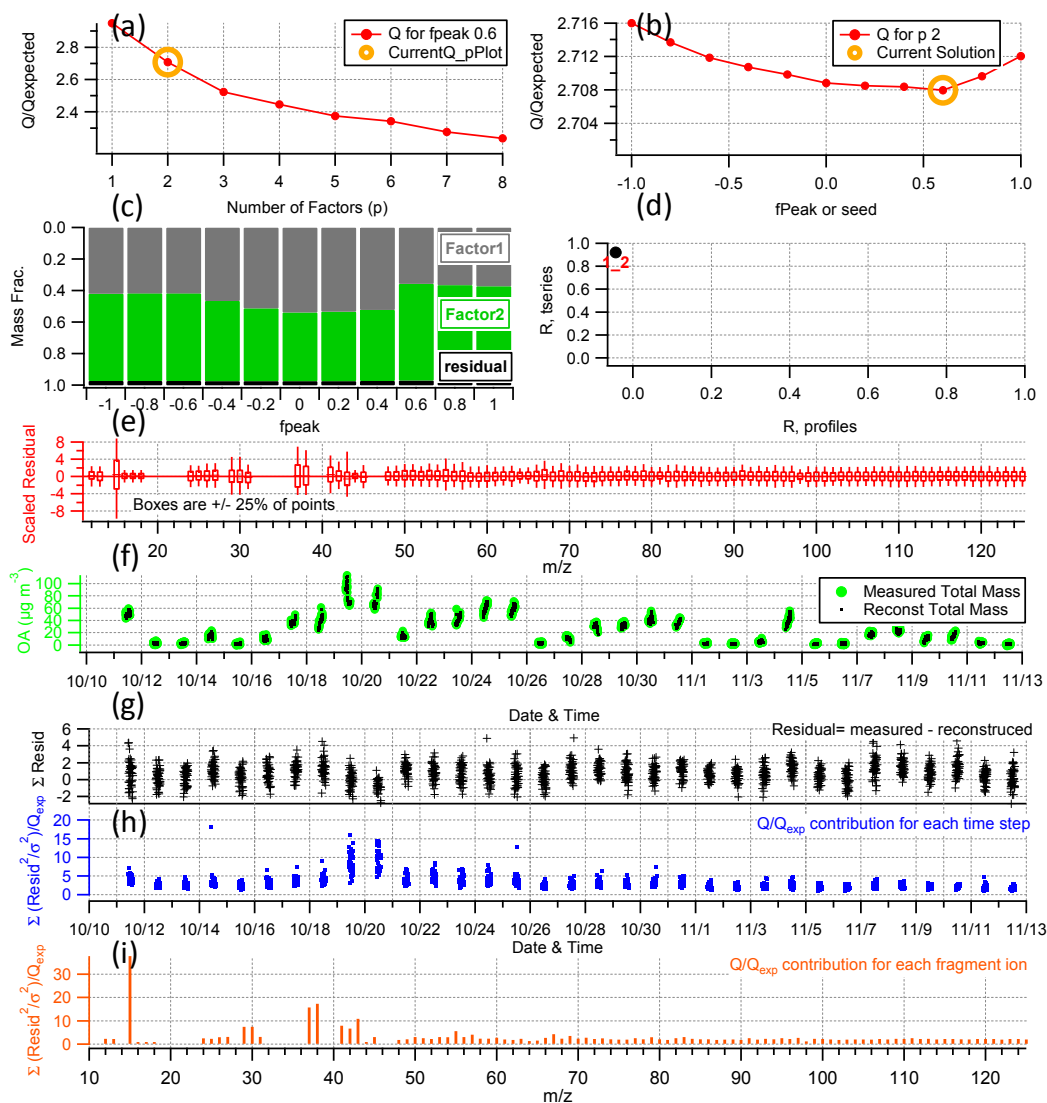 (a)
Q/Qexpected
2.8
2.6
2.4
Q for fpeak 0.6
CurrentQ_pPlot
1 2 3 4 5 6 7 8
Number of Factors (p)
(b)
Q/Qexpected
2.716
2.712
2.708
2.704
Q for p 2
Current Solution
-1.0 -0.5 0.0 0.5 1.0
fPeak or seed
(c)
Mass Frac.
0.0
0.2
0.4
0.6
0.8
1.0
Factor1
Factor2
residual
-1 -0.8 -0.6 -0.4 -0.2 0 0.2 0.4 0.6 0.8 1
fpeak
(d)
R, tseries
1.0
0.8
0.6
0.4
0.2
0.0
1_2
0.0 0.2 0.4 0.6 0.8 1.0
R, profiles
(e)
Scaled Residual
8
4
0
-4
-8
Boxes are +/- 25% of points
20 30 40 50 60 70 80 90 100 110 120
m/z
(f)
OA (µg m⁻³)
100
80
60
40
20
0
Measured Total Mass
Reconst Total Mass
10/10 10/12 10/14 10/16 10/18 10/20 10/22 10/24 10/26 10/28 10/30 11/1 11/3 11/5 11/7 11/9 11/11 11/13
Date & Time
(g)
Σ Resid
6
4
2
0
-2
Residual= measured - reconstruced
(h)
Σ (Resid²/σ²)/Qexp
20
15
10
5
0
Q/Qexp contribution for each time step
10/10 10/12 10/14 10/16 10/18 10/20 10/22 10/24 10/26 10/28 10/30 11/1 11/3 11/5 11/7 11/9 11/11 11/13
Date & Time
(i)
Σ (Resid²/σ²)/Qexp
30
20
10
0
Q/Qexp contribution for each fragment ion
10 20 30 40 50 60 70 80 90 100 110 120
m/z